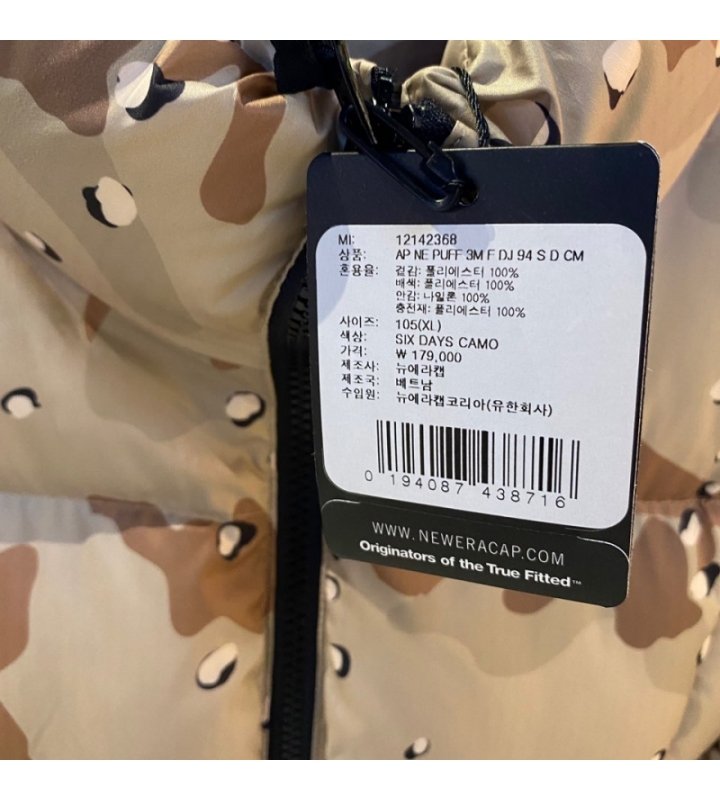 MI: 12142368
상품: AP NE PUFF 3M F DJ 94 S D CM
혼용율: 겉감: 폴리에스터 100%
배색: 폴리에스터 100%
안감: 나일론 100%
충전재: 폴리에스터 100%
사이즈: 105(XL)
색상: SIX DAYS CAMO
가격: ₩ 179,000
제조사: 뉴에라캡
제조국: 베트남
수입원: 뉴에라캡코리아(유한회사)
0 194087 438716
WWW.NEWERACAP.COM
Originators of the True Fitted™